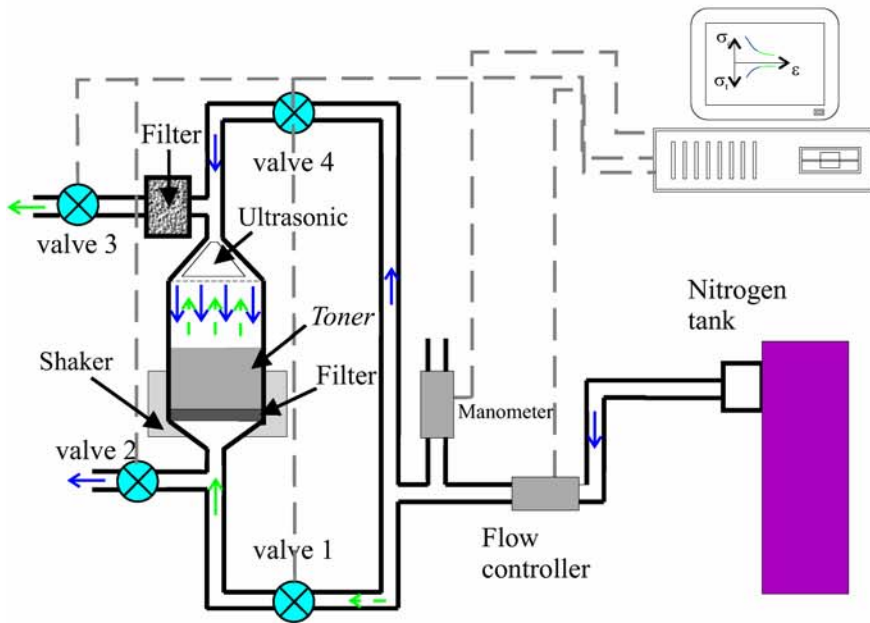 σ
ε
σt
Filter
valve 4
valve 3
Ultrasonic
Nitrogen
tank
Toner
Shaker
Filter
Manometer
valve 2
valve 1
Flow
controller